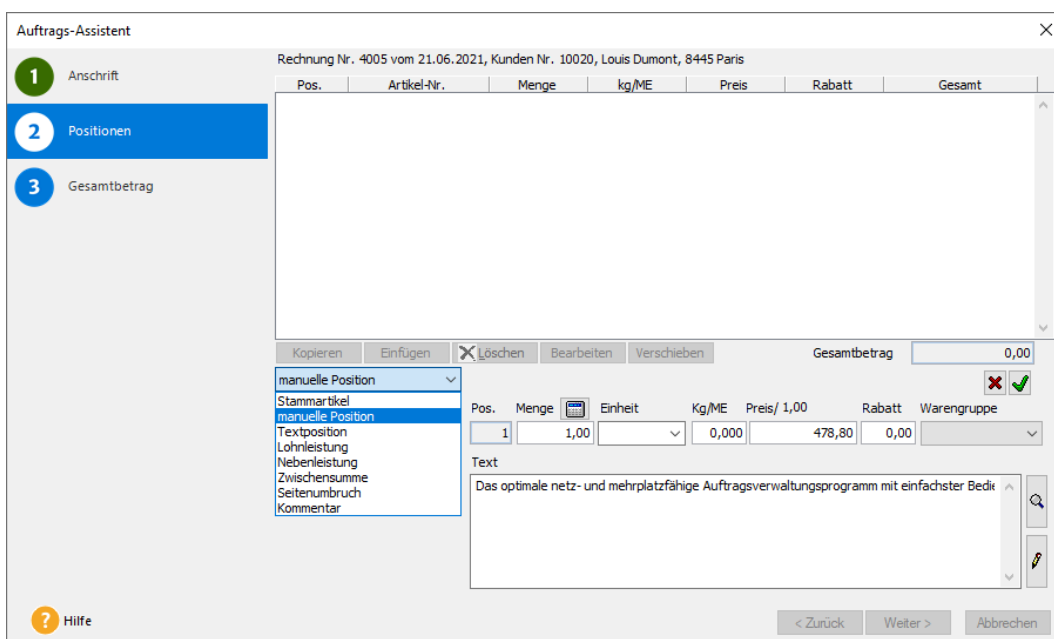 Auftrags-Assistent
1 Anschrift
2 Positionen
3 Gesamtbetrag
Rechnung Nr. 4005 vom 21.06.2021, Kunden Nr. 10020, Louis Dumont, 8445 Paris
Pos. Artikel-Nr. Menge kg/ME Preis Rabatt Gesamt
Kopieren Einfügen Löschen Bearbeiten Verschieben Gesamtbetrag 0,00
manuelle Position
Stammartikel
manuelle Position
Textposition
Lohnleistung
Nebenleistung
Zwischensumme
Seitenumbruch
Kommentar
Pos. Menge Einheit Kg/ME Preis/ 1,00 Rabatt Warengruppe
1 1,00 0,000 478,80 0,00
Text
Das optimale netz- und mehrplatzfähige Auftragsverwaltungsprogramm mit einfachster Bedie
? Hilfe
< Zurück Weiter > Abbrechen